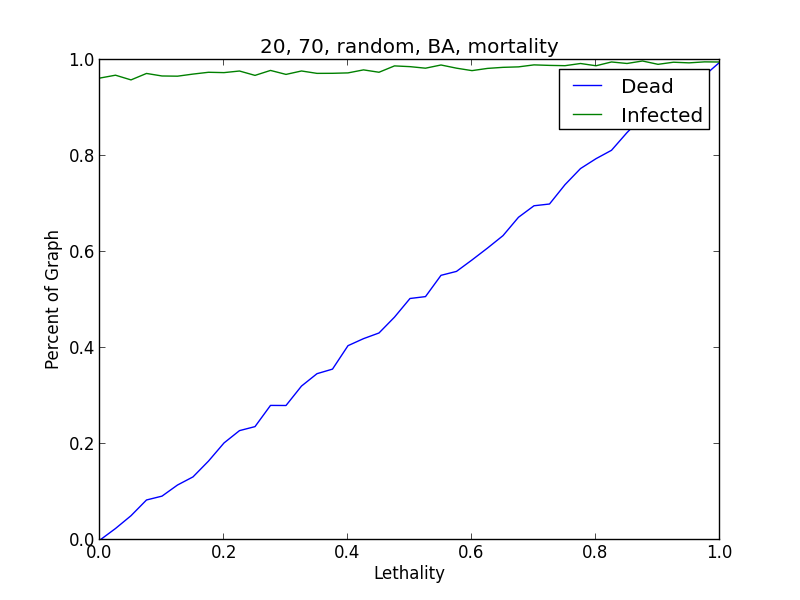 20, 70, random, BA, mortality
1.0
0.8
0.6
0.4
0.2
0.0
Percent of Graph
Dead
Infected
0.0 0.2 0.4 0.6 0.8 1.0
Lethality